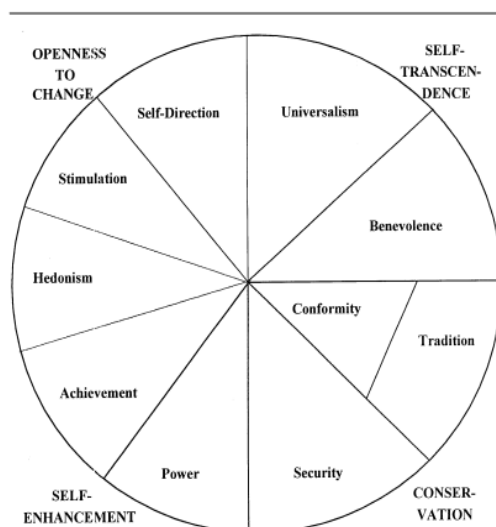 OPENNESS
TO
CHANGE
SELF-
TRANSCEN-
DENCE
Self-Direction
Universalism
Stimulation
Benevolence
Hedonism
Conformity
Tradition
Achievement
Power
Security
SELF-
ENHANCEMENT
CONSER-
VATION